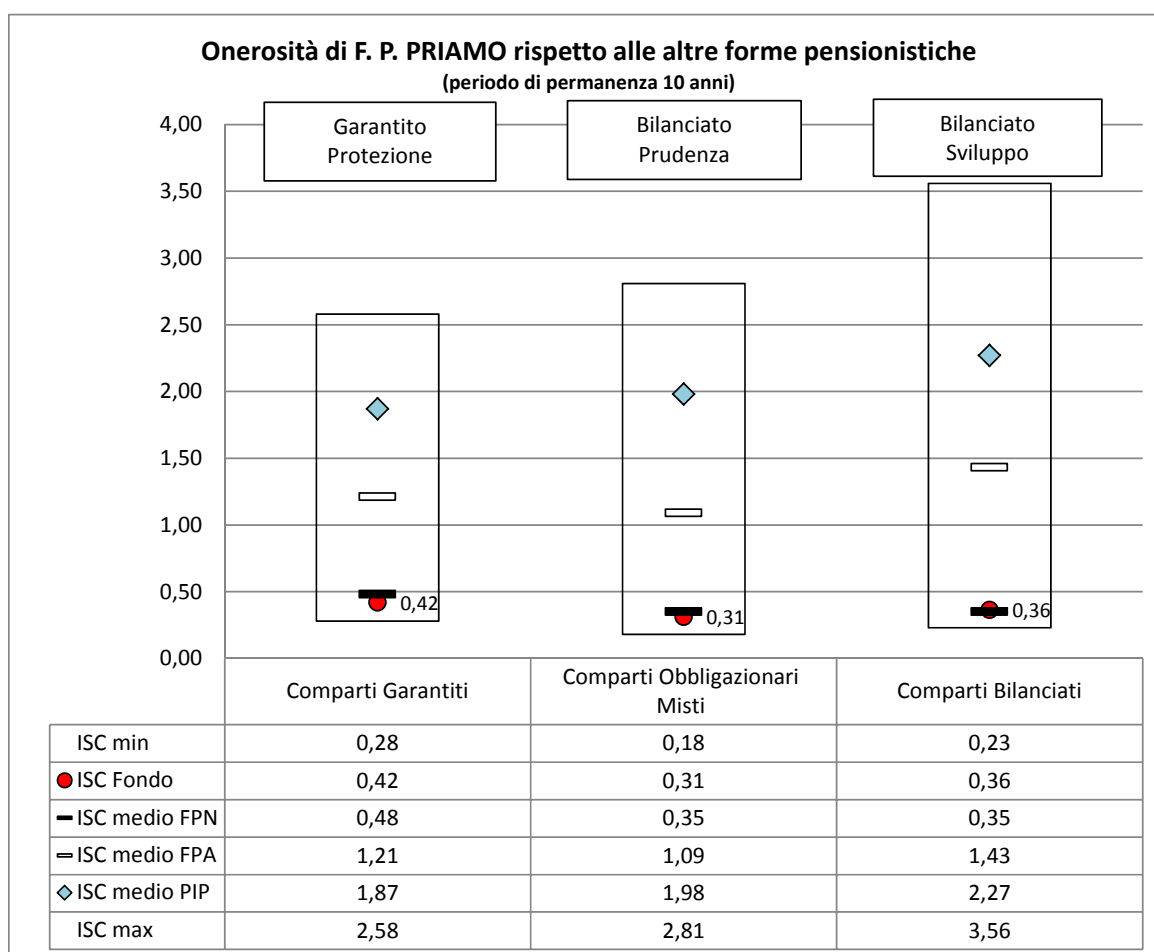 Onerosità di F. P. PRIAMO rispetto alle altre forme pensionistiche
(periodo di permanenza 10 anni)
Garantito
Protezione
Bilanciato
Prudenza
Bilanciato
Sviluppo
4,00
3,50
3,00
2,50
2,00
1,50
1,00
0,50
0,00
0,42
0,31
0,36
Comparti Garantiti
Comparti Obbligazionari
Misti
Comparti Bilanciati
ISC min 0,28 0,18 0,23
ISC Fondo 0,42 0,31 0,36
ISC medio FPN 0,48 0,35 0,35
ISC medio FPA 1,21 1,09 1,43
ISC medio PIP 1,87 1,98 2,27
ISC max 2,58 2,81 3,56